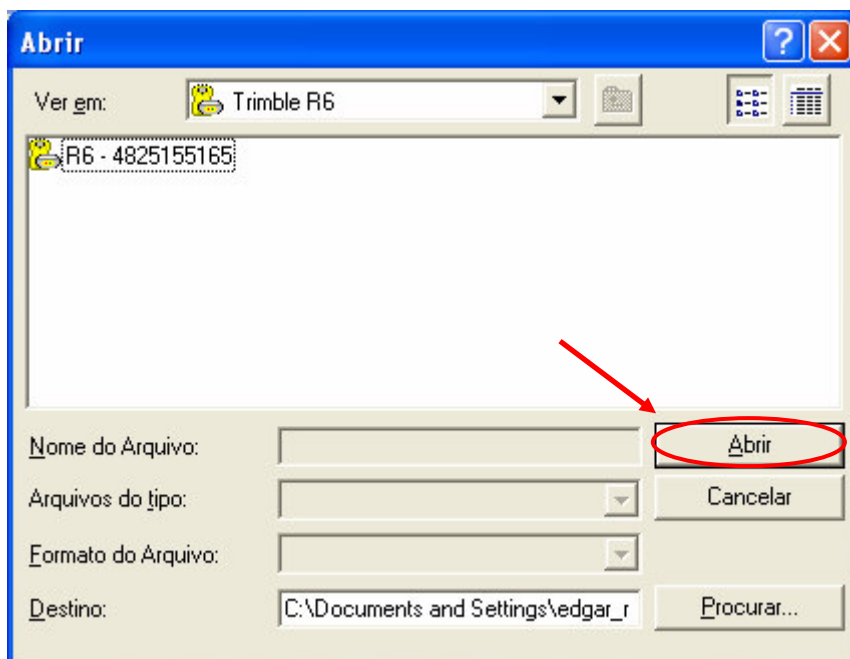 Abrir
Ver em: Trimble R6
R6 - 4825155165
Nome do Arquivo: Abrir
Arquivos do tipo: Cancelar
Formato do Arquivo:
Destino: C:\Documents and Settings\edgar_r Procurar...